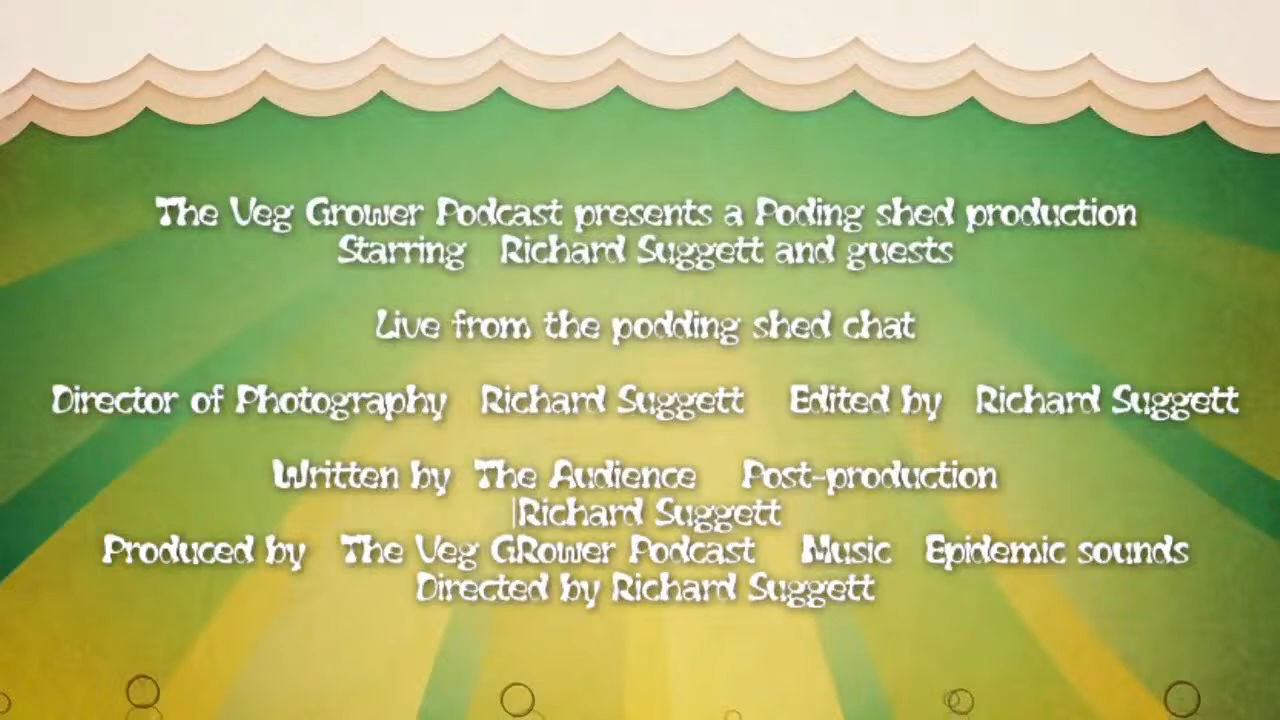 The Veg Grower Podcast presents a Poding shed production
Starring Richard Suggett and guests
Live from the podding shed chat
Director of Photography Richard Suggett Edited by Richard Suggett
Written by The Audience Post-production
|Richard Suggett
Produced by The Veg GRower Podcast Music Epidemic sounds
Directed by Richard Suggett